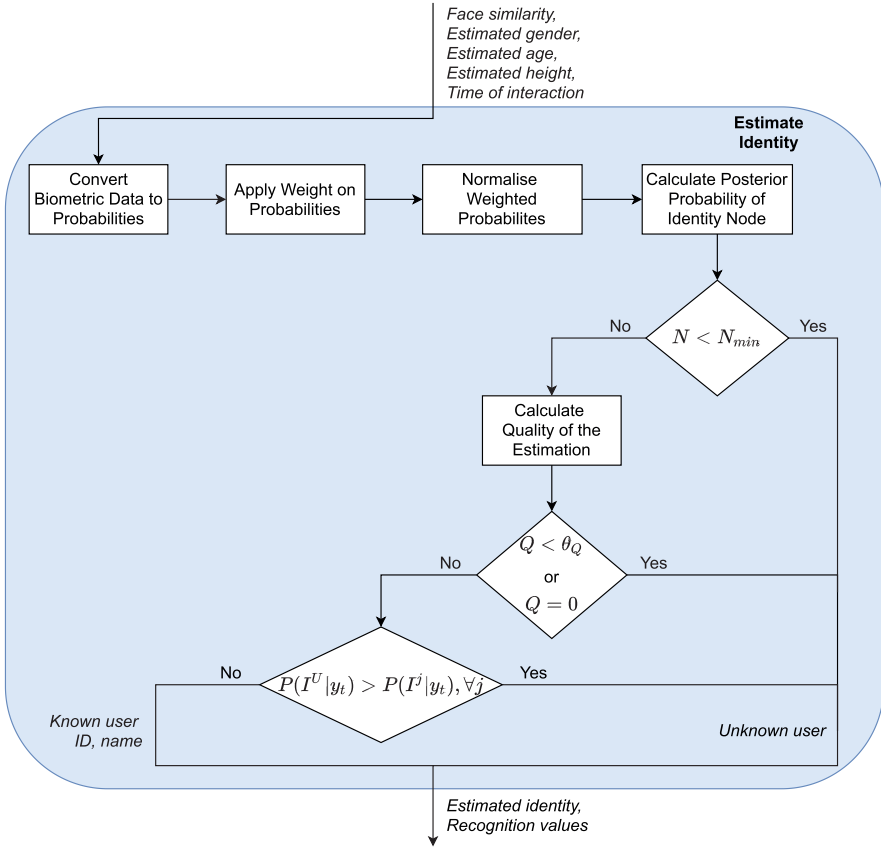 Face similarity,
Estimated gender,
Estimated age,
Estimated height,
Time of interaction
Estimate
Identity
Convert
Biometric Data to
Probabilities
Apply Weight on
Probabilities
Normalise
Weighted
Probabilites
Calculate Posterior
Probability of
Identity Node
No
N < N_{min}
Yes
Calculate
Quality of the
Estimation
No
Q < θ_Q
or
Q = 0
Yes
No
P(I^U|y_t) > P(I^j|y_t), ∀j
Yes
Known user
ID, name
Unknown user
Estimated identity,
Recognition values